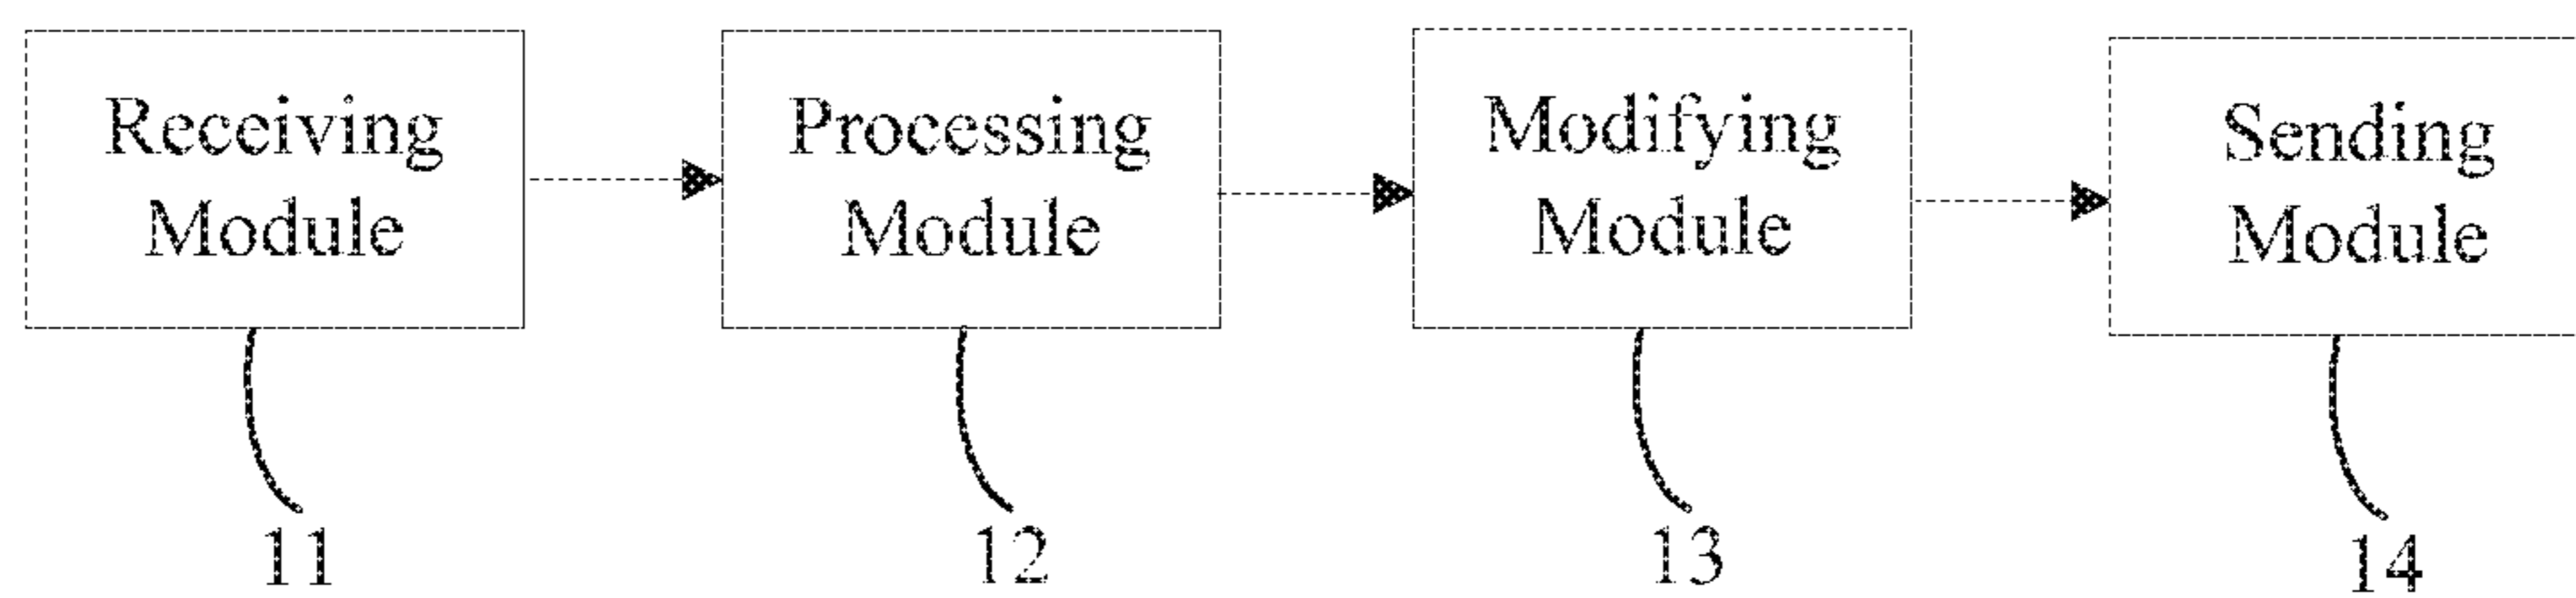 Receiving
Module
Processing
Module
Modifying
Module
Sending
Module
11
12
13
14